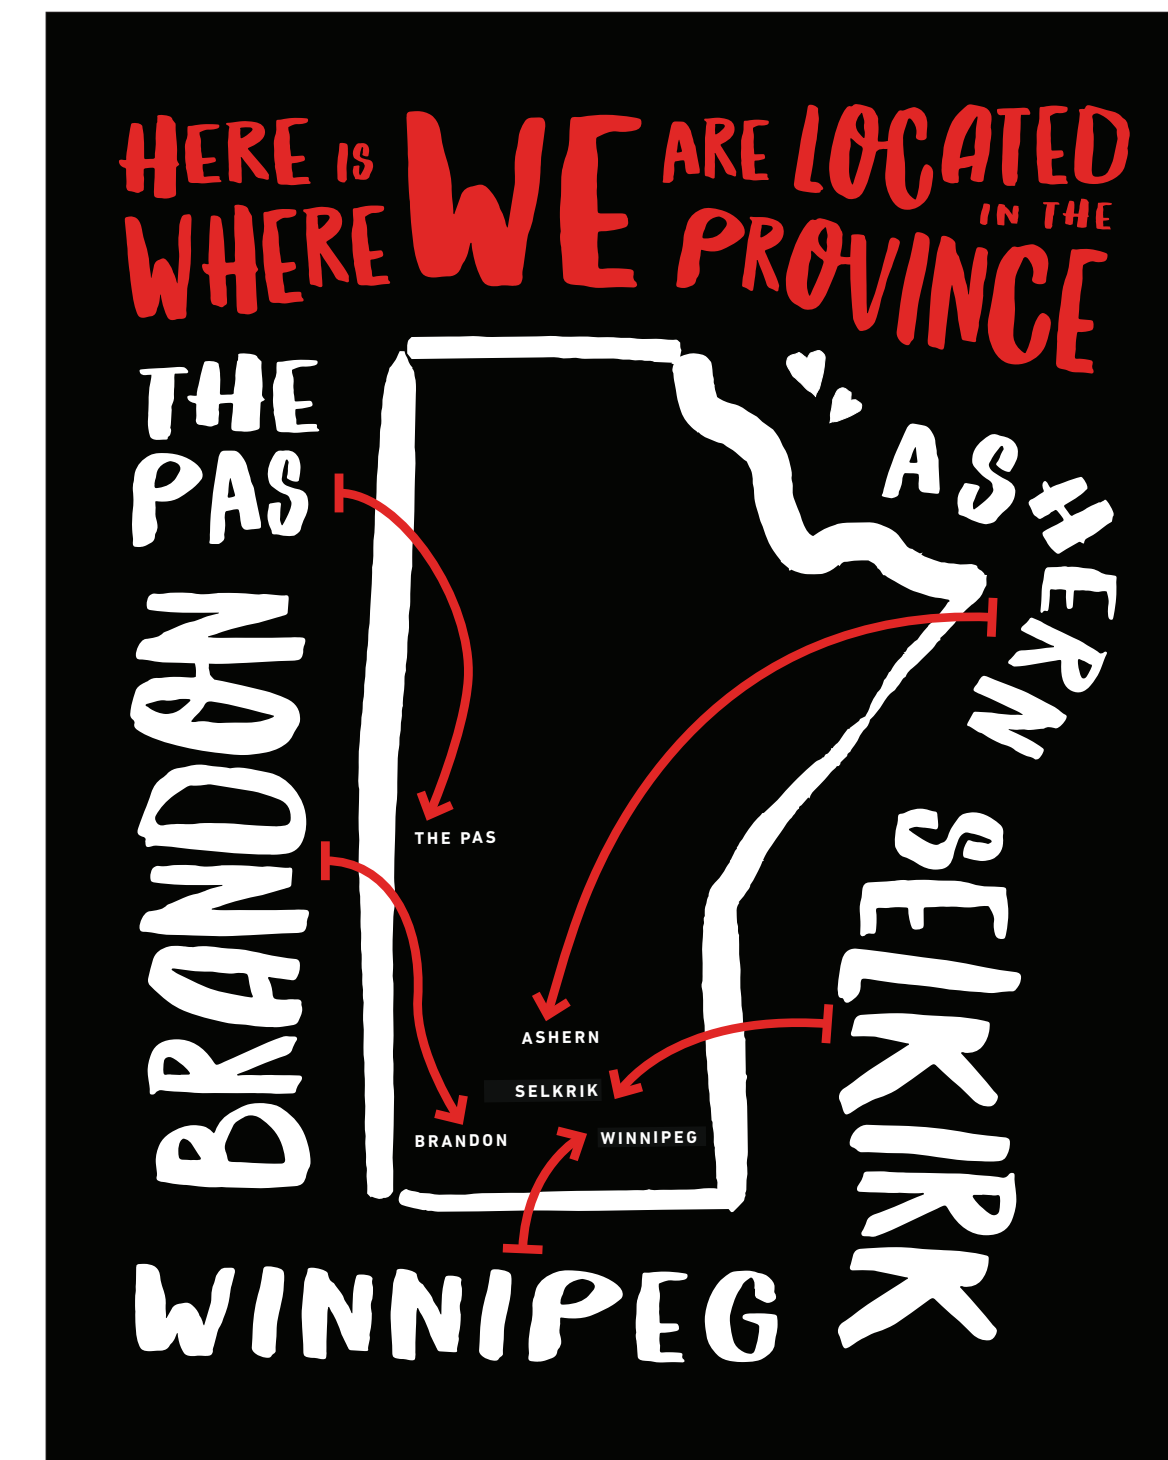 HERE IS WHERE WE ARE LOCATED
IN THE
PROVINCE
THE
PAS
ASHERN
BRANDON
SELKIRK
THE PAS
ASHERN
SELKRIK
BRANDON
WINNIPEG
WINNIPEG